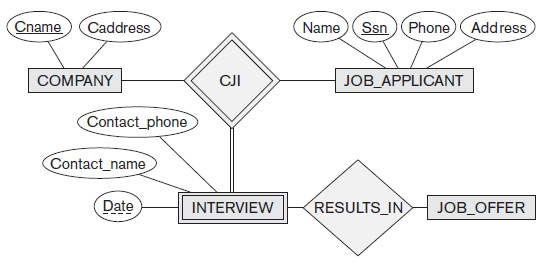 Cname
Caddress
Name
Ssn
Phone
Address
COMPANY
CJI
JOB_APPLICANT
Contact_phone
Contact_name
Date
INTERVIEW
RESULTS_IN
JOB_OFFER